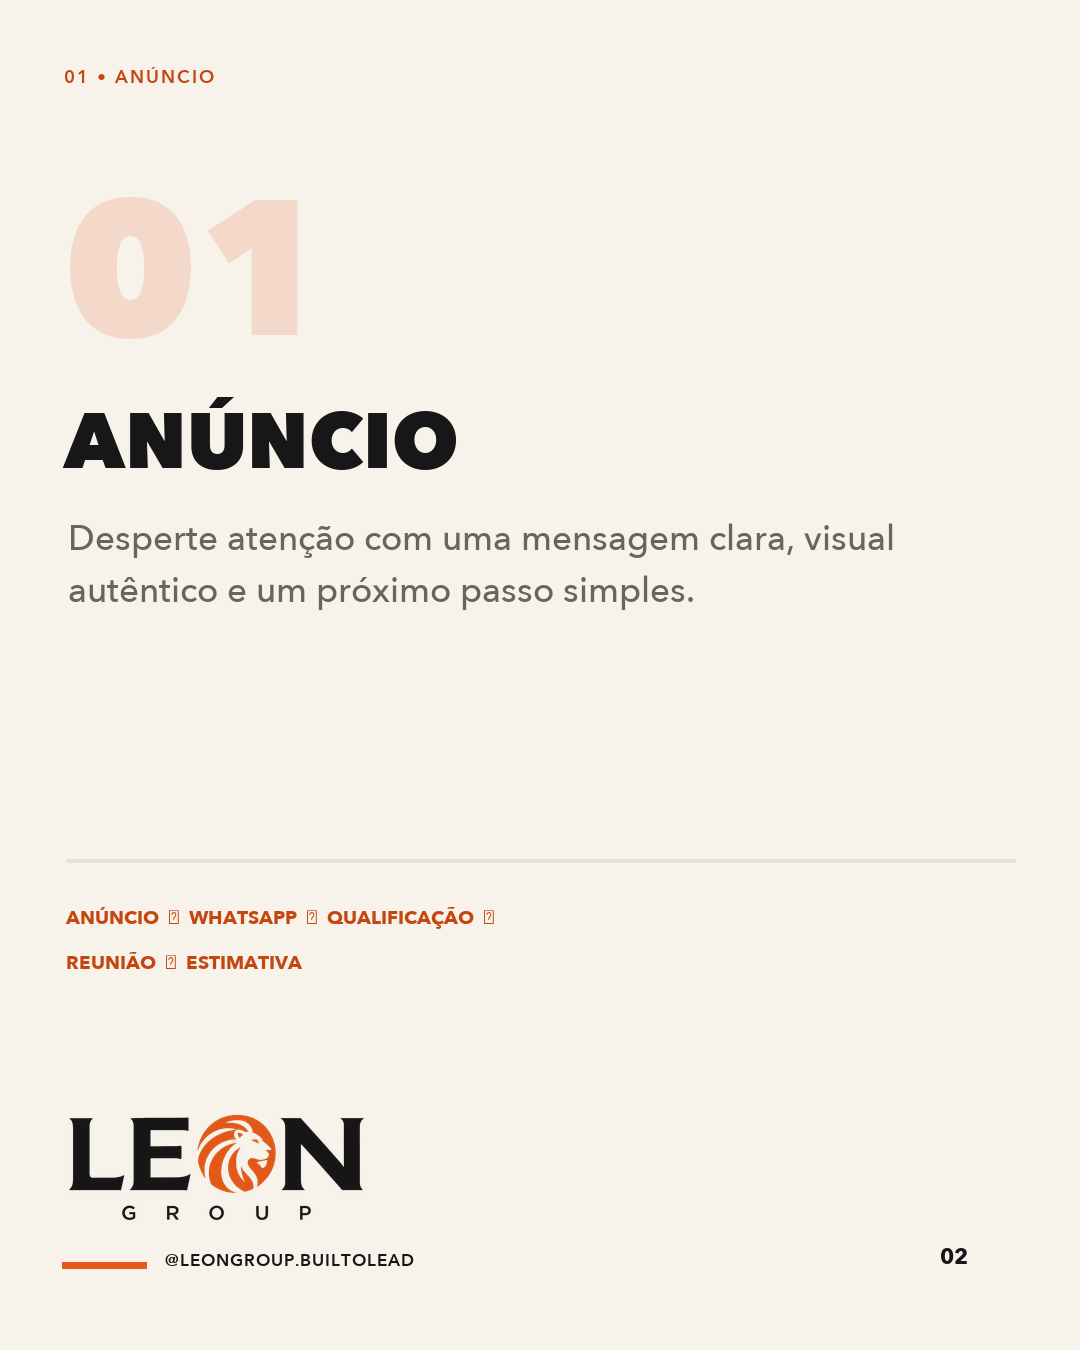 01 • ANÚNCIO
01
ANÚNCIO
Desperte atenção com uma mensagem clara, visual
autêntico e um próximo passo simples.
ANÚNCIO ⍰ WHATSAPP ⍰ QUALIFICAÇÃO ⍰
REUNIÃO ⍰ ESTIMATIVA
LEON
GROUP
@LEONGROUP.BUILTOLEAD
02